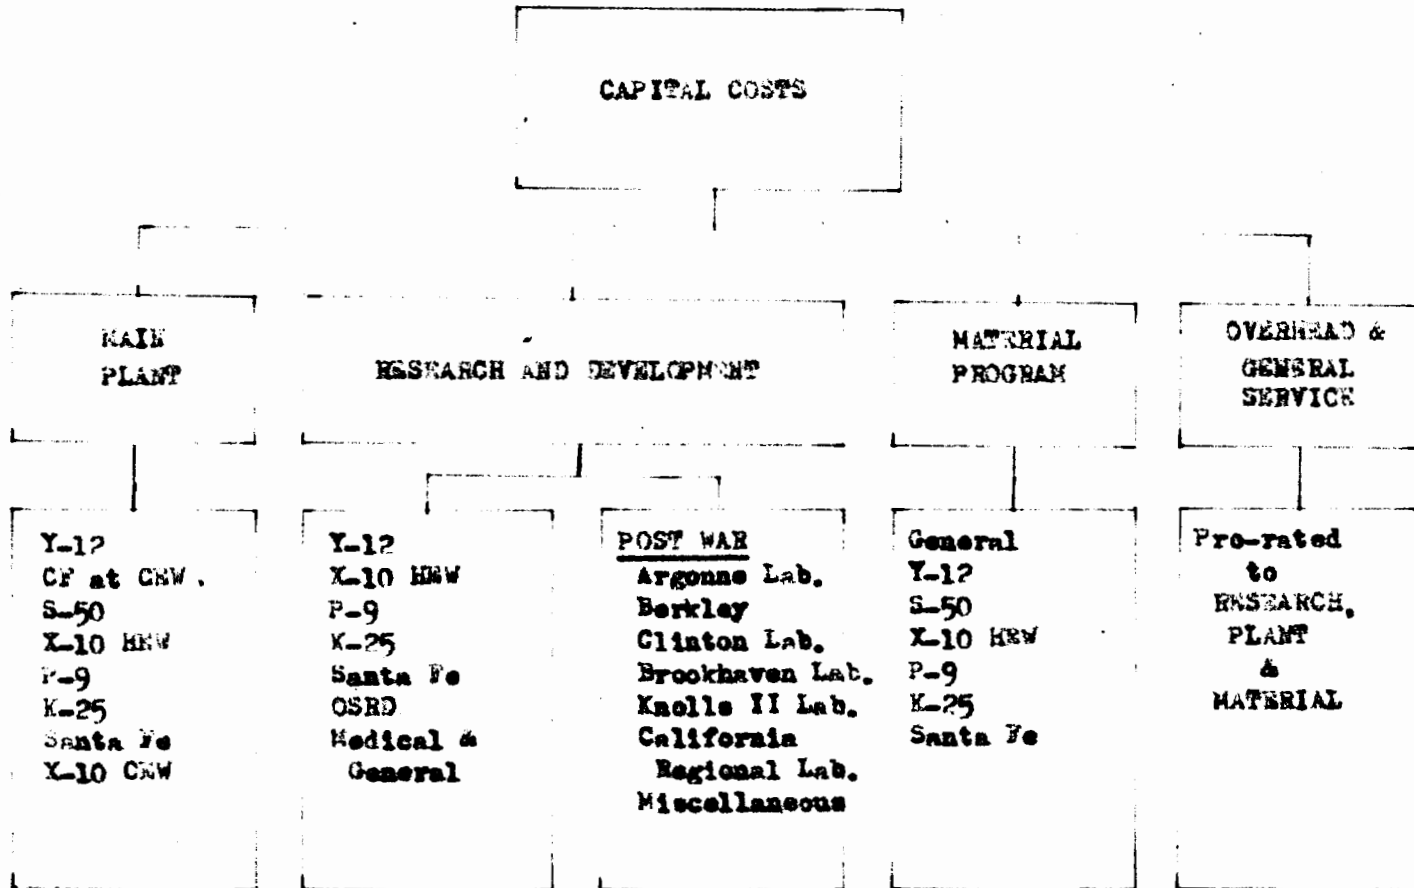 CAPITAL COSTS
MAIN
PLANT
RESEARCH AND DEVELOPMENT
MATERIAL
PROGRAM
OVERHEAD &
GENERAL
SERVICE
Y-12
CF at CEW.
S-50
X-10 HEW
P-9
K-25
Santa Fe
X-10 CEW
Y-12
X-10 HEW
P-9
K-25
Santa Fe
OSRD
Medical &
General
POST WAR
Argonne Lab.
Berkley
Clinton Lab.
Brookhaven Lab.
Knolls II Lab.
California
Regional Lab.
Miscellaneous
General
Y-12
S-50
X-10 HEW
P-9
K-25
Santa Fe
Pro-rated
to
RESEARCH,
PLANT
&
MATERIAL